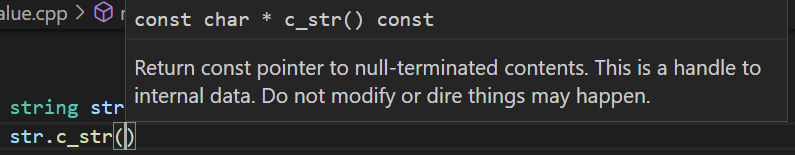 alue.cpp >
const char * c_str() const
Return const pointer to null-terminated contents. This is a handle to
internal data. Do not modify or dire things may happen.
string str
str.c_str()